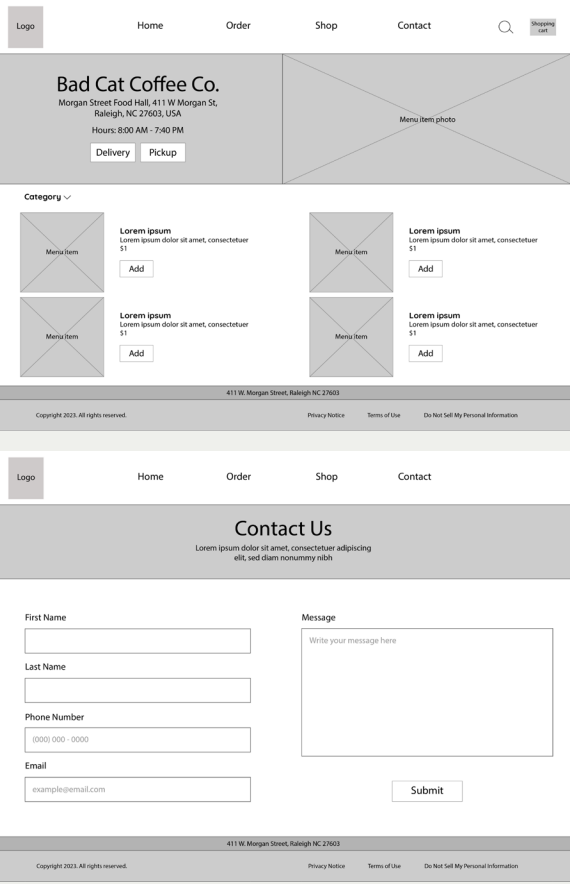 Logo
Home
Order
Shop
Contact
Shopping
cart
Bad Cat Coffee Co.
Morgan Street Food Hall, 411 W Morgan St,
Raleigh, NC 27603, USA
Hours: 8:00 AM - 7:40 PM
Delivery
Pickup
Menu item photo
Category
Menu item
Lorem ipsum
Lorem ipsum dolor sit amet, consectetuer
$1
Add
Menu item
Lorem ipsum
Lorem ipsum dolor sit amet, consectetuer
$1
Add
Menu item
Lorem ipsum
Lorem ipsum dolor sit amet, consectetuer
$1
Add
Menu item
Lorem ipsum
Lorem ipsum dolor sit amet, consectetuer
$1
Add
411 W. Morgan Street, Raleigh NC 27603
Copyright 2023. All rights reserved.
Privacy Notice
Terms of Use
Do Not Sell My Personal Information
Logo
Home
Order
Shop
Contact
Contact Us
Lorem ipsum dolor sit amet, consectetuer adipiscing
elit, sed diam nonummy nibh
First Name
Last Name
Phone Number
(000) 000 - 0000
Email
example@email.com
Message
Write your message here
Submit
411 W. Morgan Street, Raleigh NC 27603
Copyright 2023. All rights reserved.
Privacy Notice
Terms of Use
Do Not Sell My Personal Information